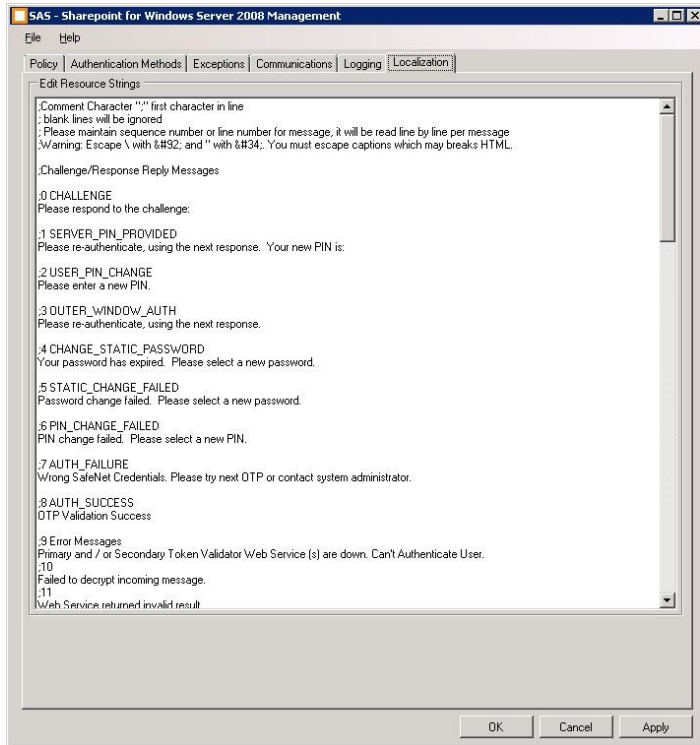 SAS - Sharepoint for Windows Server 2008 Management
File Help
Policy Authentication Methods Exceptions Communications Logging Localization
Edit Resource Strings
;Comment Character ";" first character in line
; blank lines will be ignored
; Please maintain sequence number or line number for message, it will be read line by line per message
;Warning: Escape \ with &#92; and " with &#34;. You must escape captions which may breaks HTML.
;Challenge/Response Reply Messages
;0 CHALLENGE
Please respond to the challenge:
;1 SERVER_PIN_PROVIDED
Please re-authenticate, using the next response.  Your new PIN is:
;2 USER_PIN_CHANGE
Please enter a new PIN.
;3 OUTER_WINDOW_AUTH
Please re-authenticate, using the next response.
;4 CHANGE_STATIC_PASSWORD
Your password has expired.  Please select a new password.
;5 STATIC_CHANGE_FAILED
Password change failed.  Please select a new password.
;6 PIN_CHANGE_FAILED
PIN change failed.  Please select a new PIN.
;7 AUTH_FAILURE
Wrong SafeNet Credentials. Please try next OTP or contact system administrator.
;8 AUTH_SUCCESS
OTP Validation Success
;9 Error Messages
Primary and / or Secondary Token Validator Web Service (s) are down. Can't Authenticate User.
;10
Failed to decrypt incoming message.
;11
Web Service returned invalid result
OK Cancel Apply